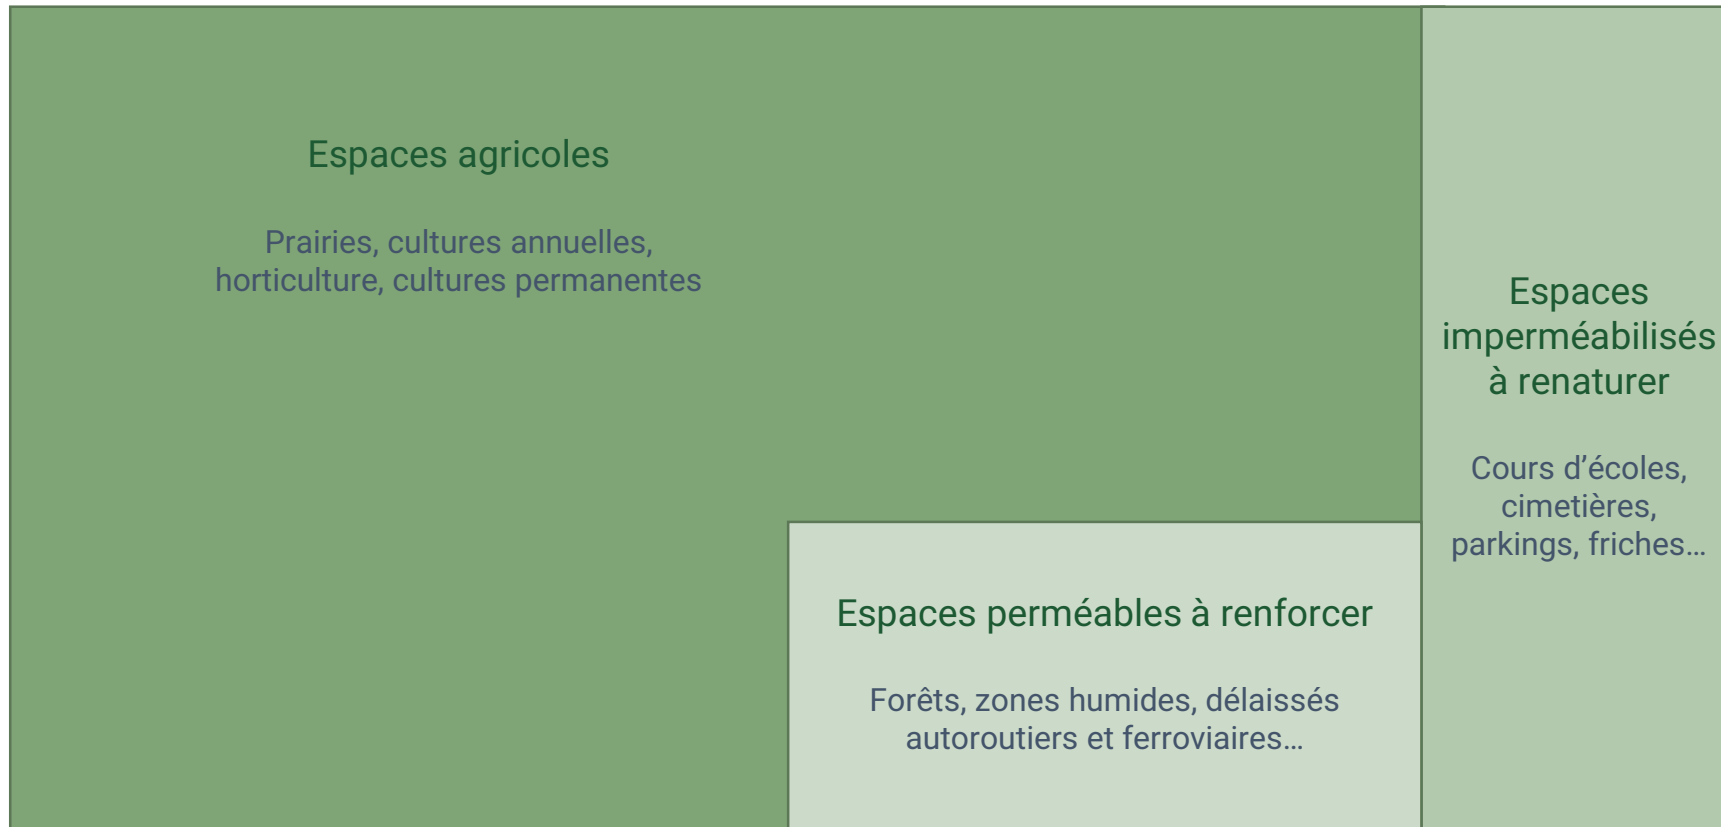 Espaces agricoles
Prairies, cultures annuelles,
horticulture, cultures permanentes
Espaces
imperméabilisés
à renaturer
Cours d’écoles,
cimetières,
parkings, friches…
Espaces perméables à renforcer
Forêts, zones humides, délaissés
autoroutiers et ferroviaires…